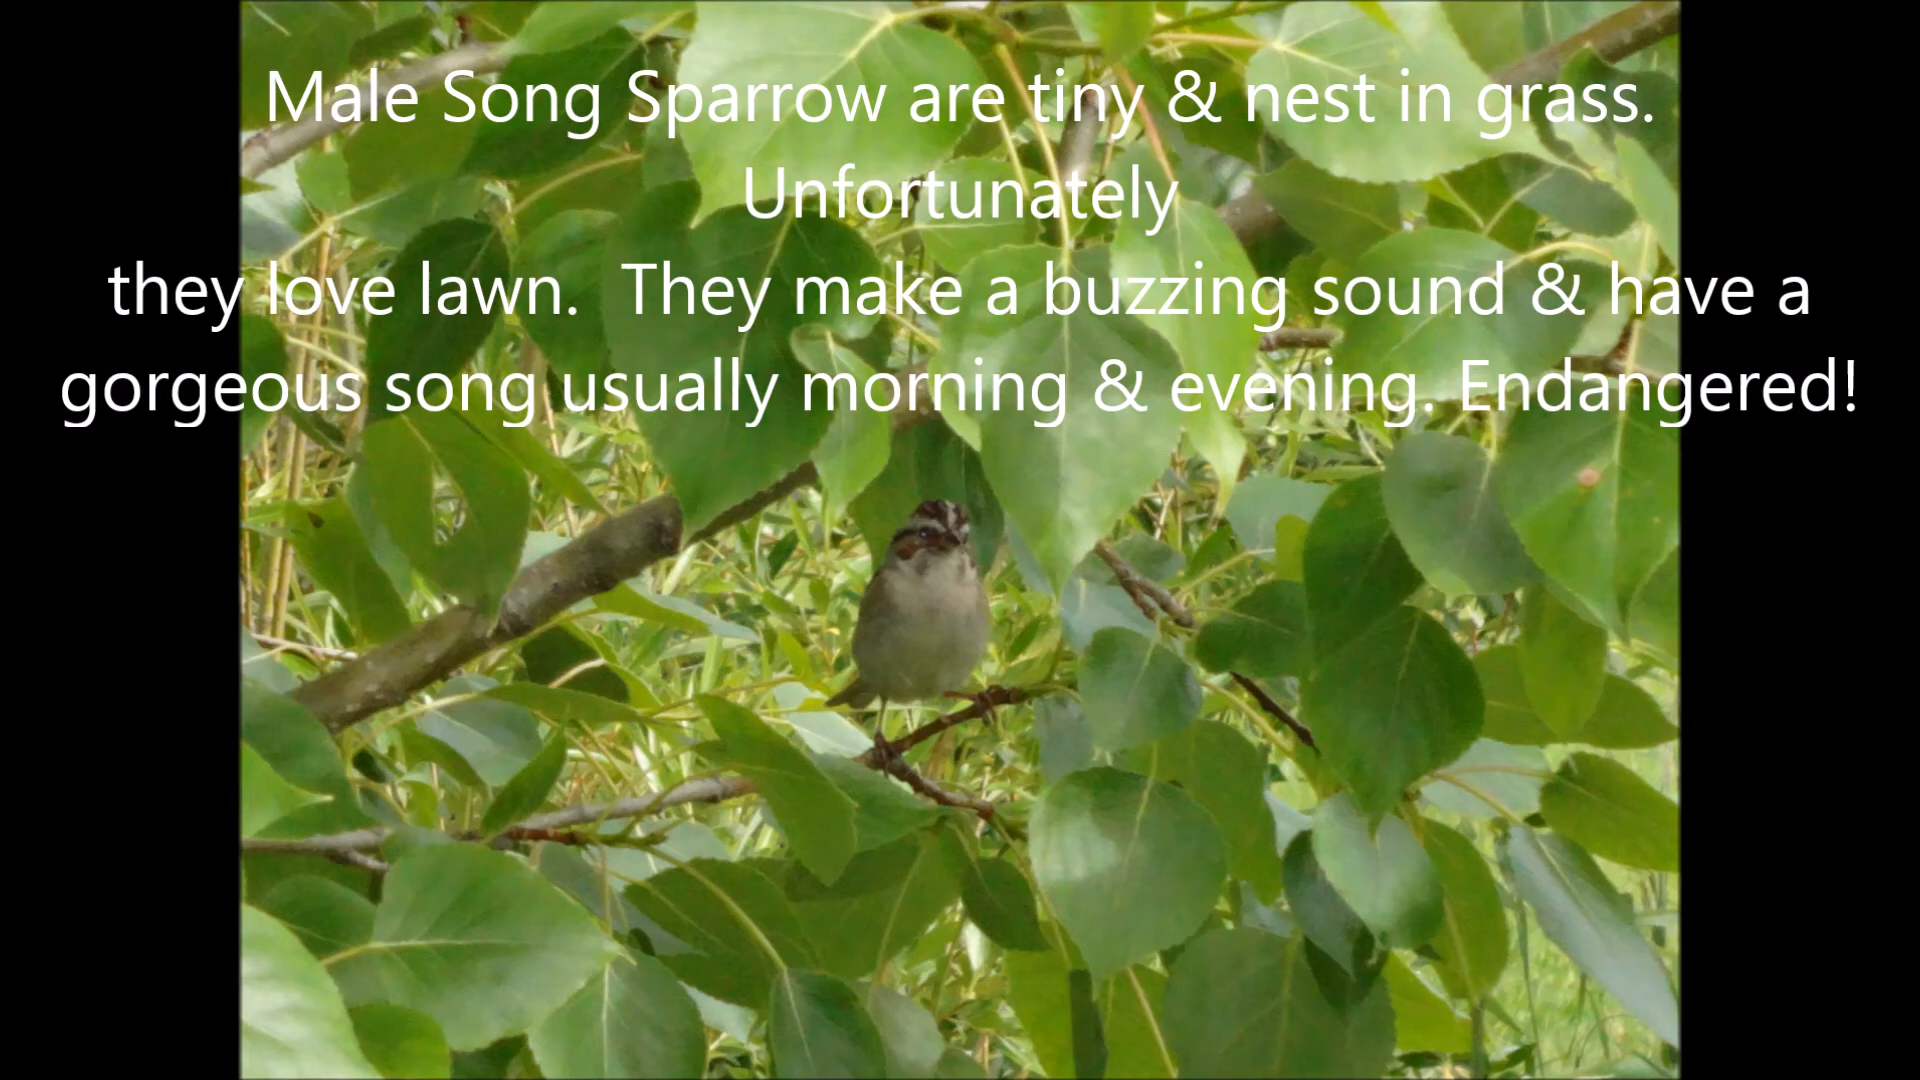 Male Song Sparrow are tiny & nest in grass.
Unfortunately
they love lawn.  They make a buzzing sound & have a
gorgeous song usually morning & evening. Endangered!